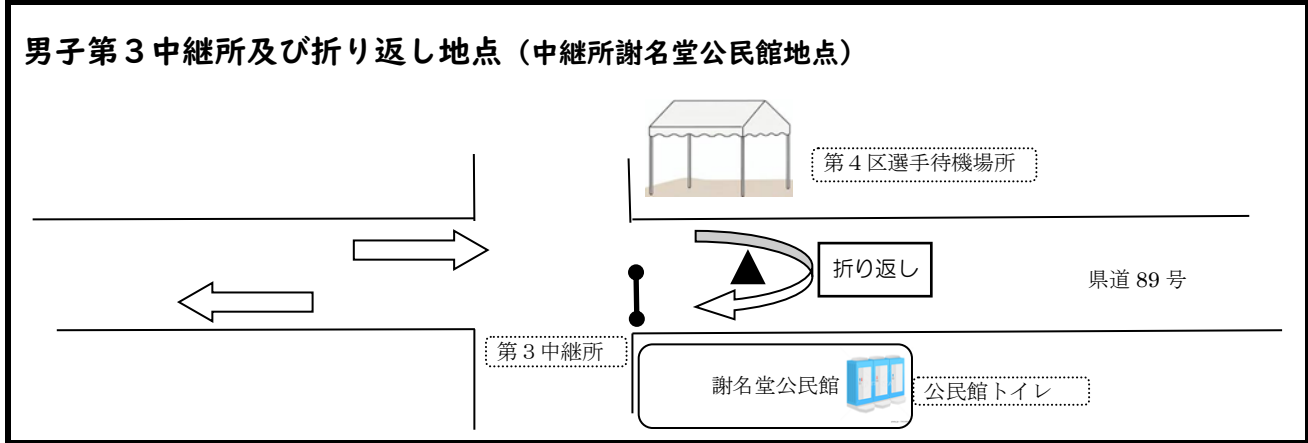 男子第３中継所及び折り返し地点（中継所謝名堂公民館地点）
第４区選手待機場所
折り返し
県道 89 号
第３中継所
謝名堂公民館
公民館トイレ